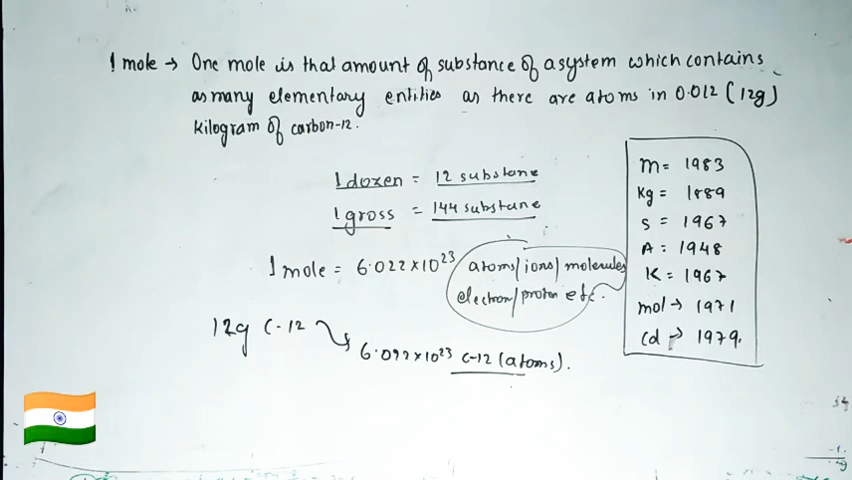 1 mole → One mole is that amount of substance of a system which contains
as many elementary entities as there are atoms in 0.012 (12g)
kilogram of carbon-12.
1 dozen = 12 substane
1 gross = 144 substane
1 mole = 6.022×10²³ atoms/ions/molecules
electron/proton etc.
12g C-12
6.022×10²³ C-12 (atoms).
m = 1983
Kg = 1889
s = 1967
A = 1948
K = 1967
mol → 1971
Cd → 1979.